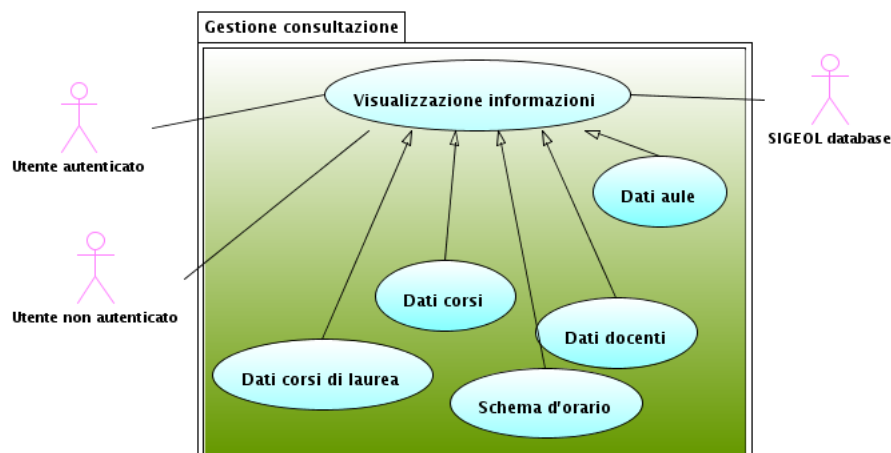 Gestione consultazione
Visualizzazione informazioni
SIGEOL database
Utente autenticato
Dati aule
Utente non autenticato
Dati corsi
Dati docenti
Dati corsi di laurea
Schema d'orario